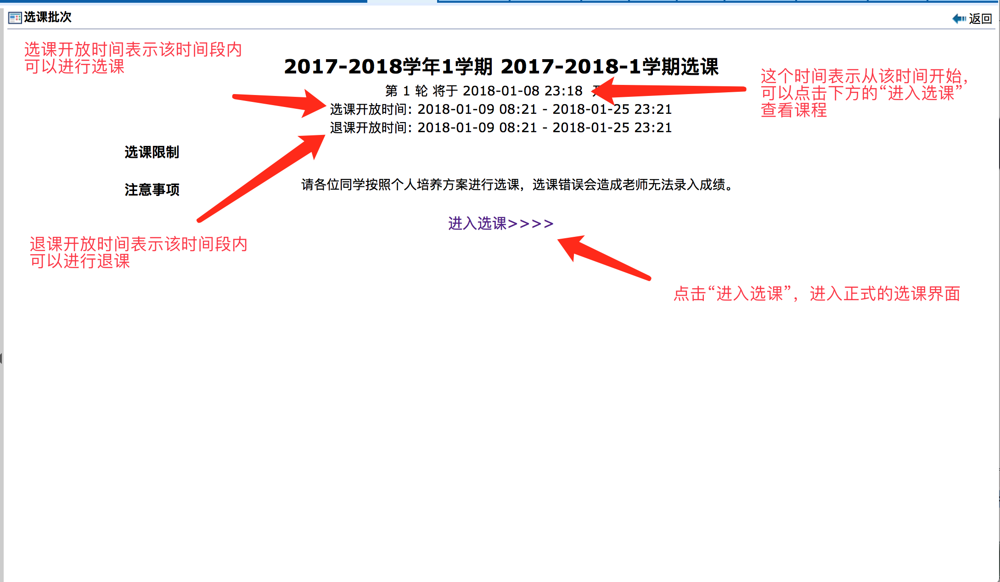 选课批次
返回
选课开放时间表示该时间段内
可以进行选课
2017-2018学年1学期 2017-2018-1学期选课
第 1 轮 将于 2018-01-08 23:18
这个时间表示从该时间开始，
可以点击下方的“进入选课”
查看课程
选课开放时间: 2018-01-09 08:21 - 2018-01-25 23:21
退课开放时间: 2018-01-09 08:21 - 2018-01-25 23:21
选课限制
注意事项
请各位同学按照个人培养方案进行选课，选课错误会造成老师无法录入成绩。
进入选课>>>>
退课开放时间表示该时间段内
可以进行退课
点击“进入选课”，进入正式的选课界面